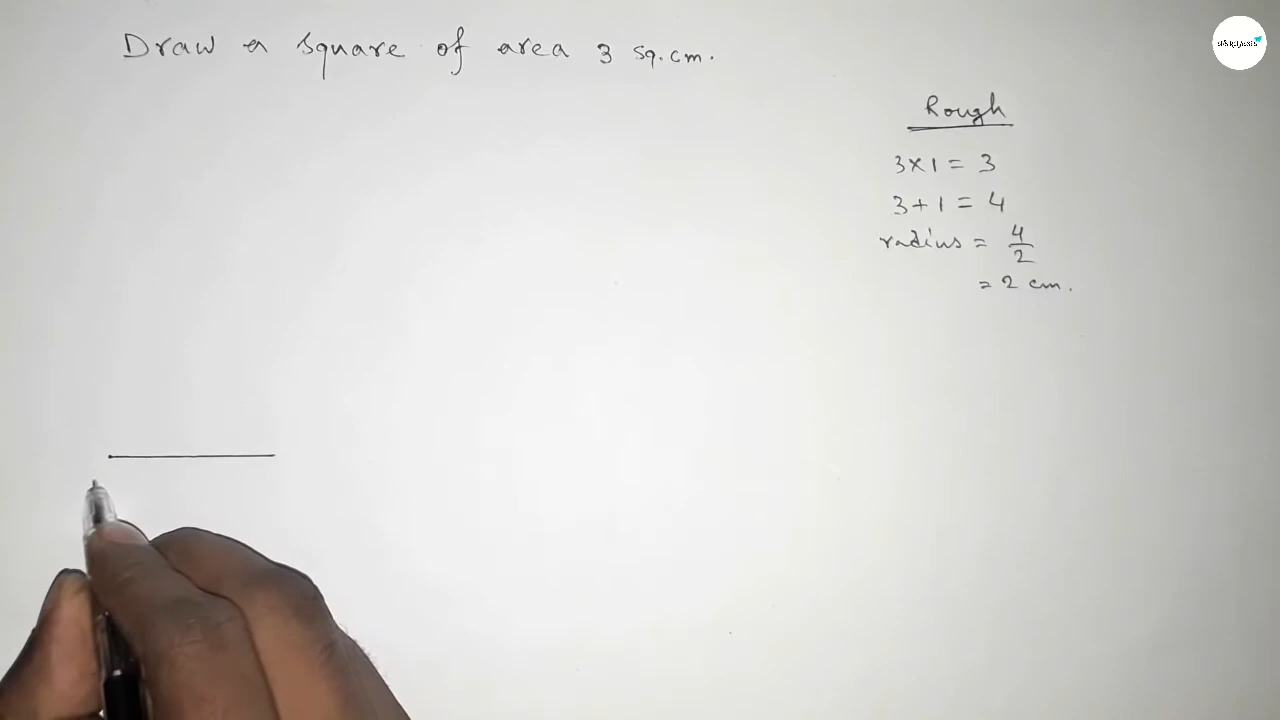 Draw a square of area 3 sq.cm.
Rough
3×1 = 3
3+1 = 4
radius = 4/2
= 2 cm.